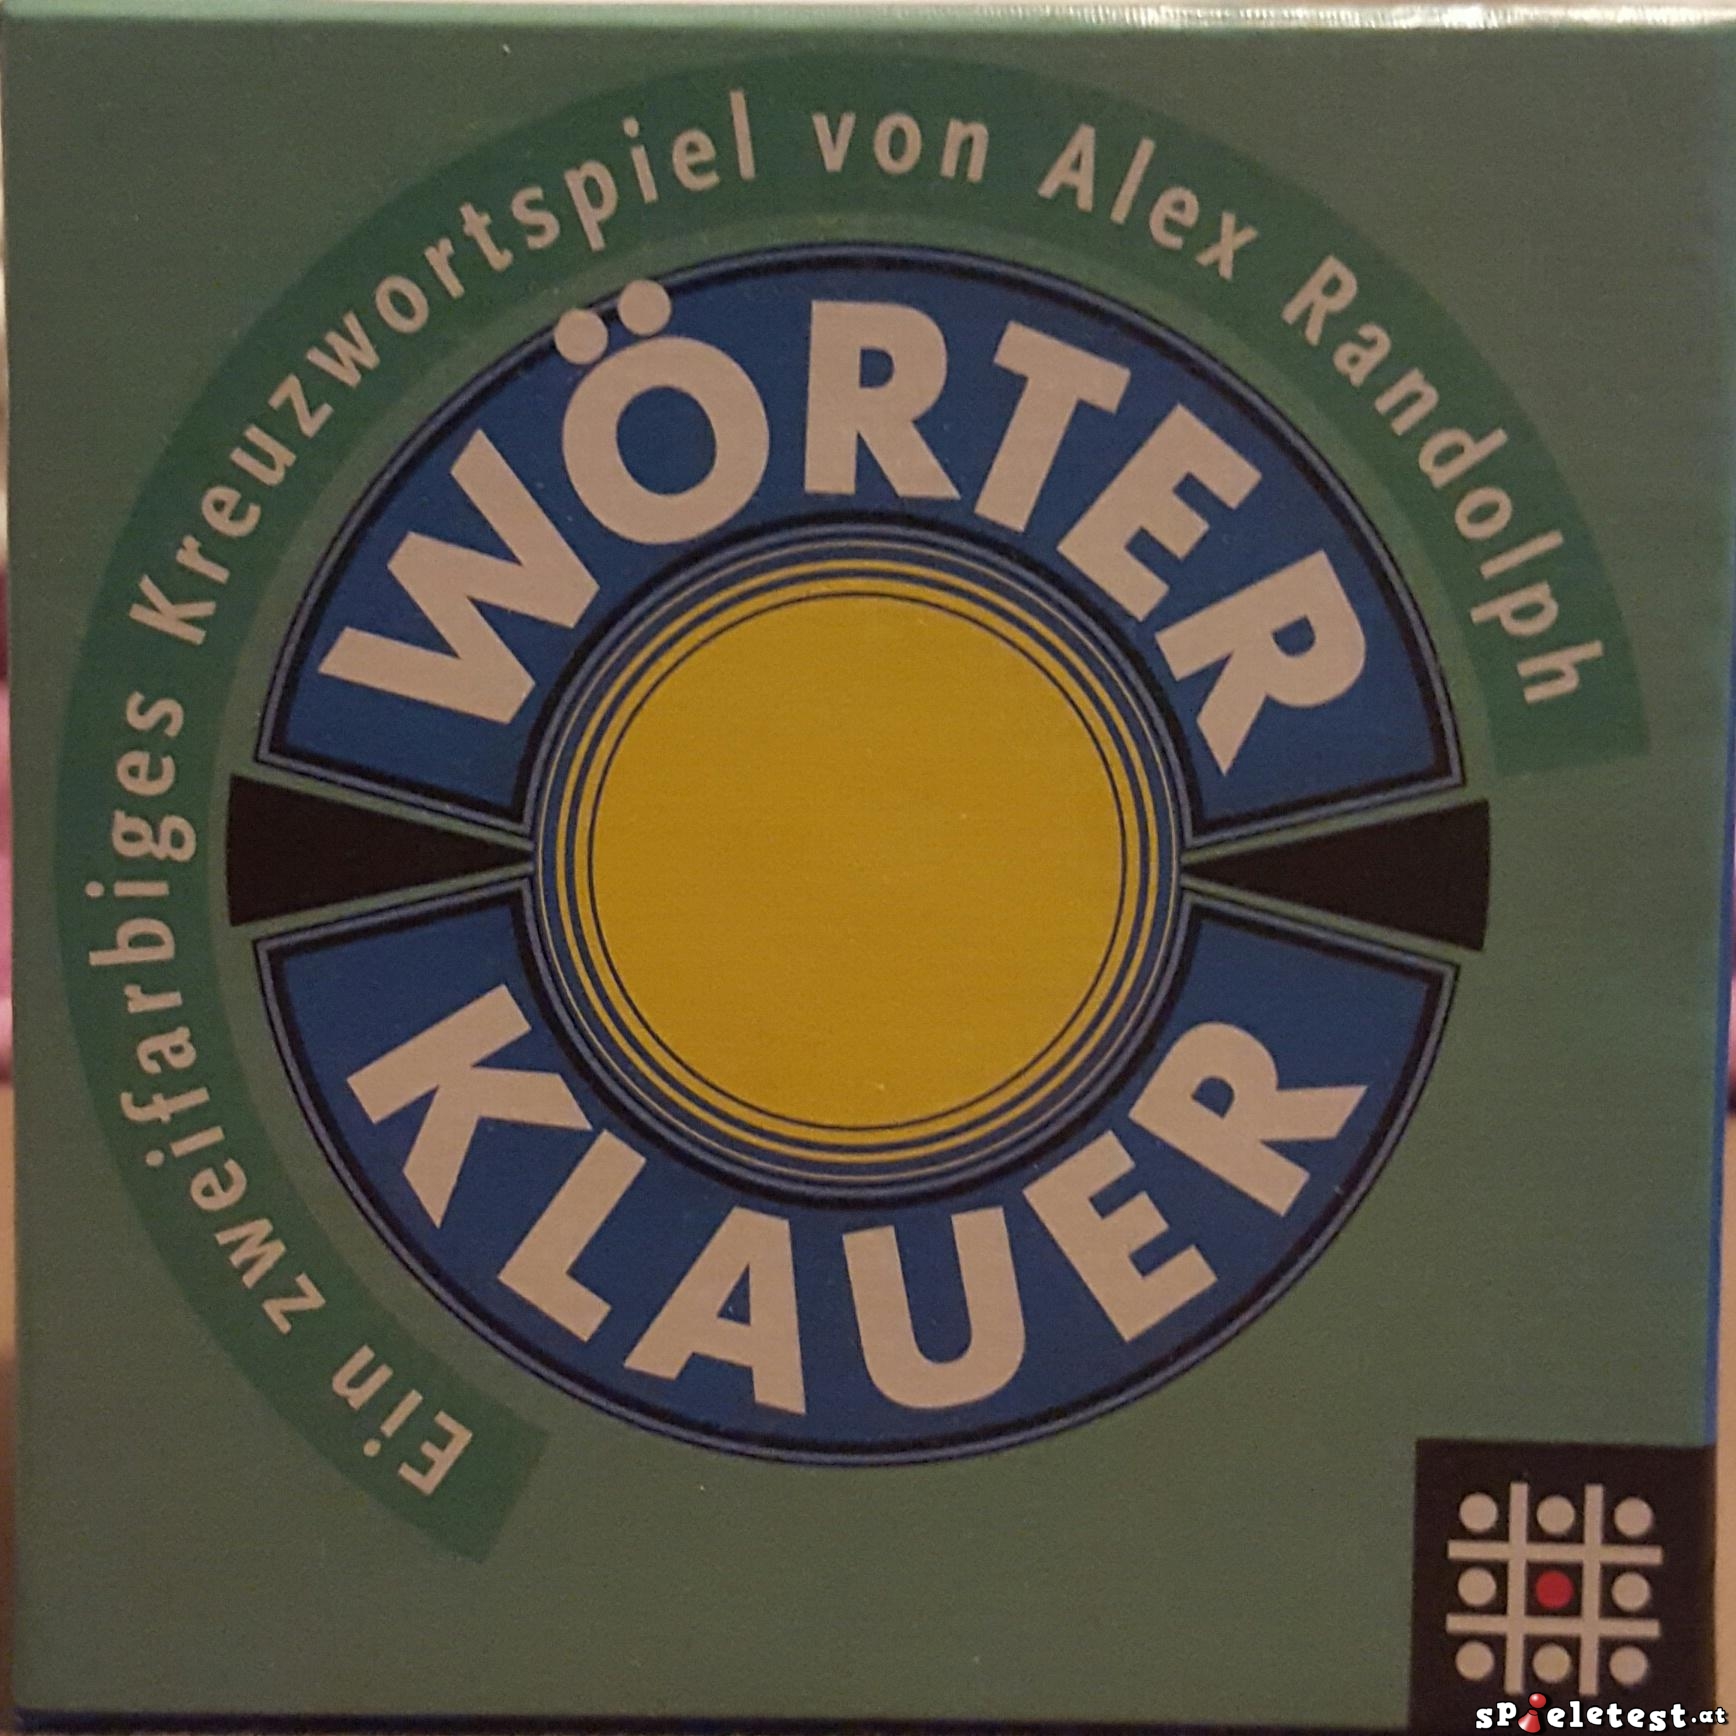 Ein zweifarbiges Kreuzwortspiel von Alex Randolph
WÖRTER
KLAUER
spieletest.at